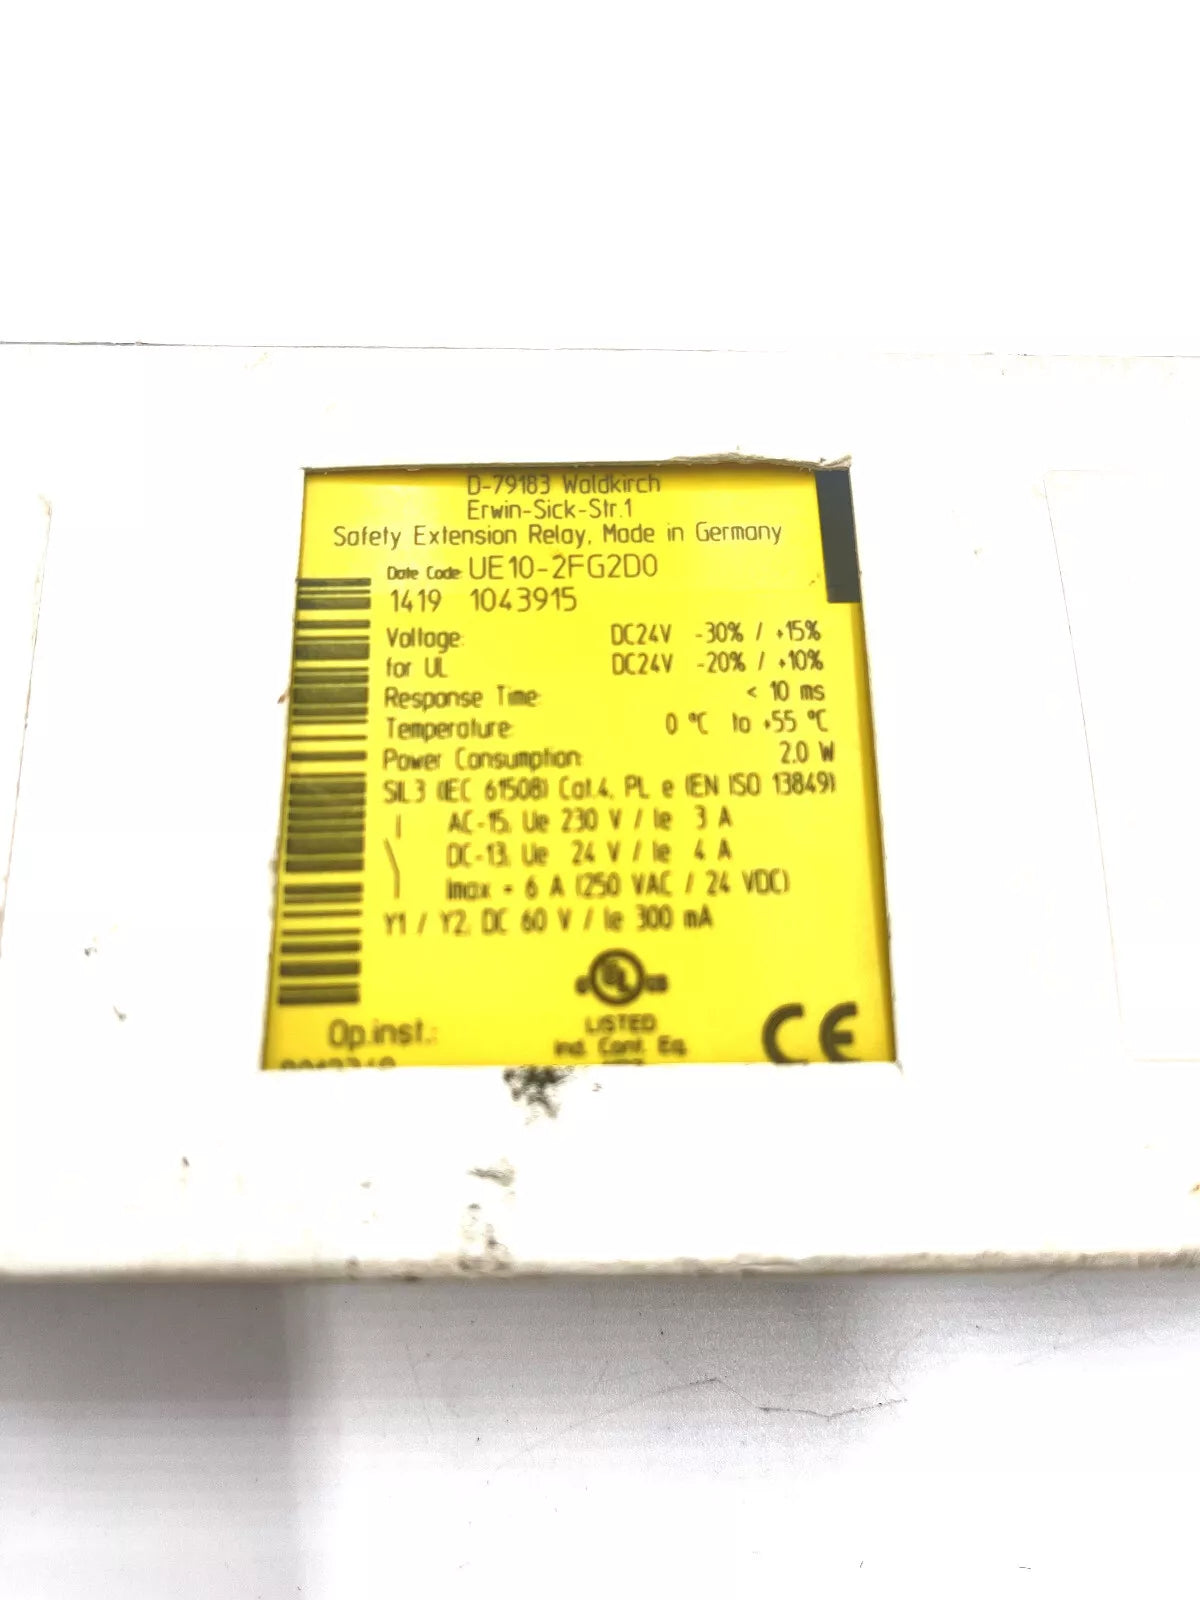 D-79183 Waldkirch
Erwin-Sick-Str.1
Safety Extension Relay, Made in Germany
Date Code: UE10-2FG2D0
1419 1043915
Voltage: DC24V -30% / +15%
for UL DC24V -20% / +10%
Response Time: < 10 ms
Temperature: 0 °C to +55 °C
Power Consumption: 2.0 W
SIL3 (IEC 61508) Cat.4, PL e (EN ISO 13849)
AC-15, Ue 230 V / Ie 3 A
DC-13, Ue 24 V / Ie 4 A
Imax = 6 A (250 VAC / 24 VDC)
Y1 / Y2, DC 60 V / Ie 300 mA
UL
LISTED
Ind. Cont. Eq.
CE
Op.inst.: